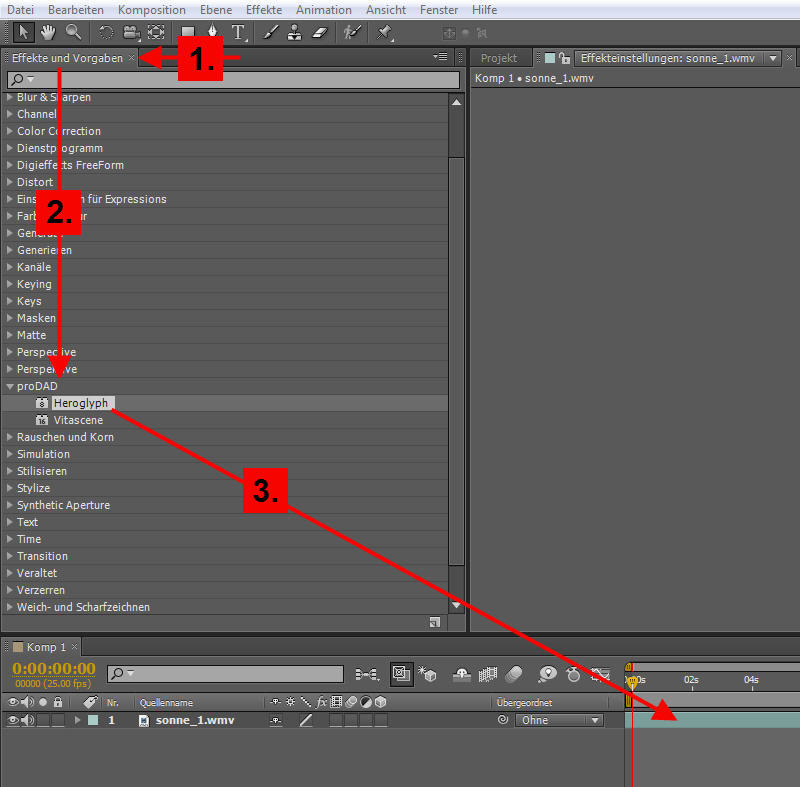 Datei Bearbeiten Komposition Ebene Effekte Animation Ansicht Fenster Hilfe
Effekte und Vorgaben
1.
Projekt
Effekteinstellungen: sonne_1.wmv
Komp 1 • sonne_1.wmv
Blur & Sharpen
Channel
Color Correction
Dienstprogramm
Digieffects FreeForm
Distort
für Expressions
2.
Generieren
Kanäle
Keying
Keys
Masken
Matte
Perspective
Perspektive
proDAD
8 Heroglyph
16 Vitascene
Rauschen und Korn
Simulation
Stilisieren
3.
Stylize
Synthetic Aperture
Text
Time
Transition
Veraltet
Verzerren
Weich- und Scharfzeichnen
Komp 1
0:00:00:00
00000 (25.00 fps)
02s 04s
Nr. Quellenname
fx
Übergeordnet
1 sonne_1.wmv
Ohne